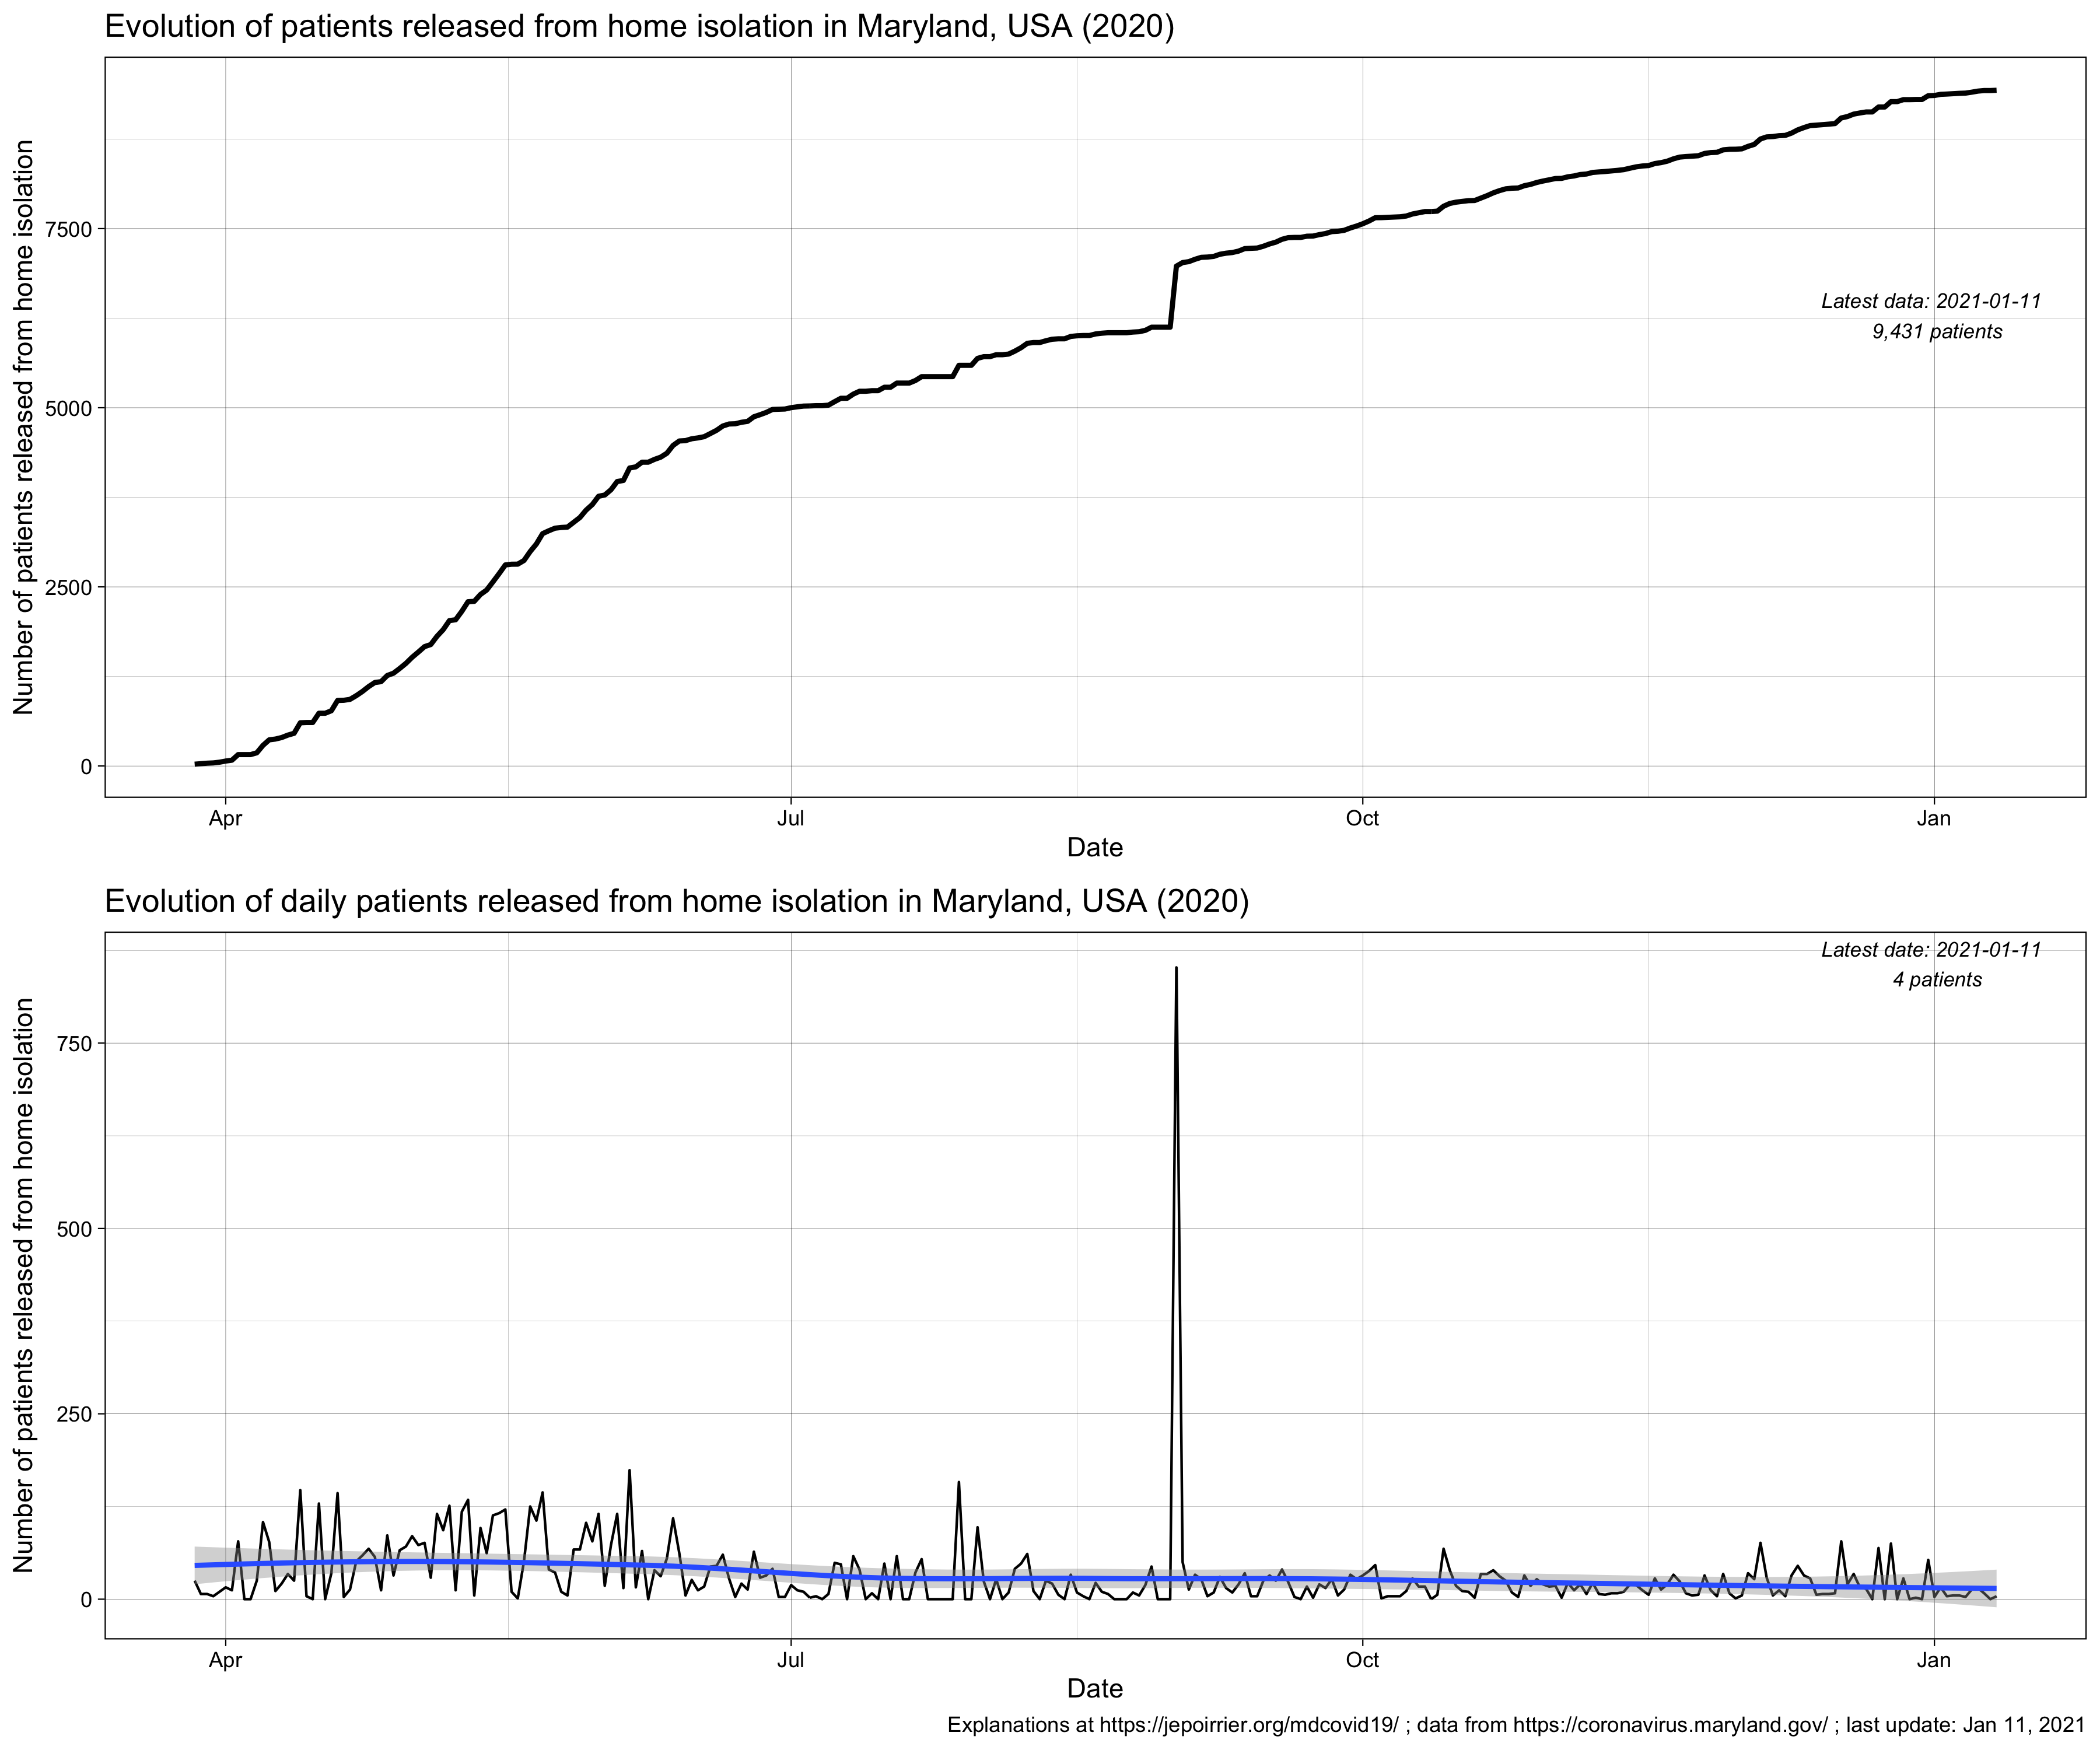 Evolution of patients released from home isolation in Maryland, USA (2020)
Number of patients released from home isolation
7500
5000
2500
0
Latest data: 2021-01-11
9,431 patients
Apr
Jul
Oct
Jan
Date
Evolution of daily patients released from home isolation in Maryland, USA (2020)
Number of patients released from home isolation
750
500
250
0
Latest date: 2021-01-11
4 patients
Apr
Jul
Oct
Jan
Date
Explanations at https://jepoirrier.org/mdcovid19/ ; data from https://coronavirus.maryland.gov/ ; last update: Jan 11, 2021